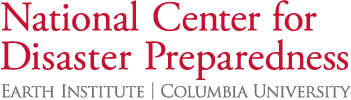 National Center for
Disaster Preparedness
EARTH INSTITUTE | COLUMBIA UNIVERSITY